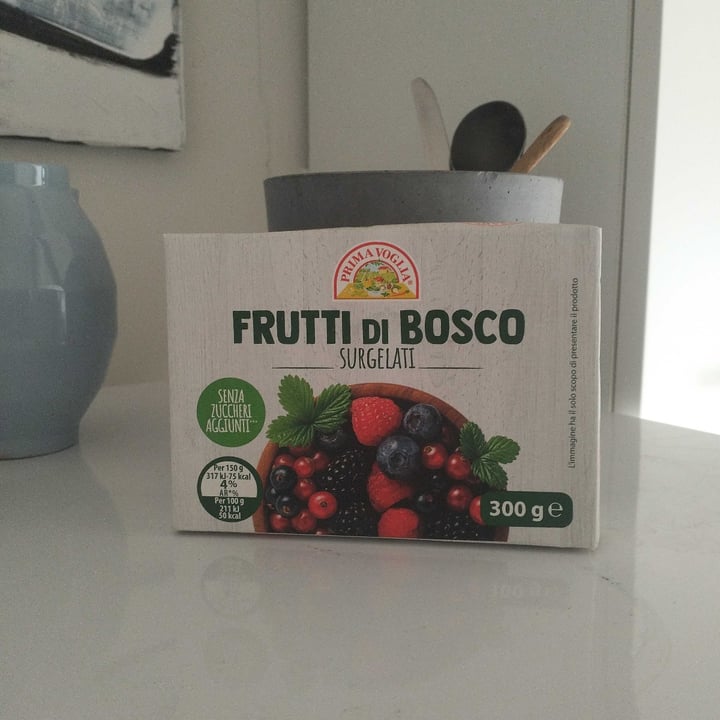 PRIMA VOGLIA®
FRUTTI DI BOSCO
SURGELATI
SENZA
ZUCCHERI
AGGIUNTI***
Per 150 g
317 kJ-75 kcal
4%
AR*%
Per 100 g
211 kJ
50 kcal
300 g e
L'immagine ha il solo scopo di presentare il prodotto